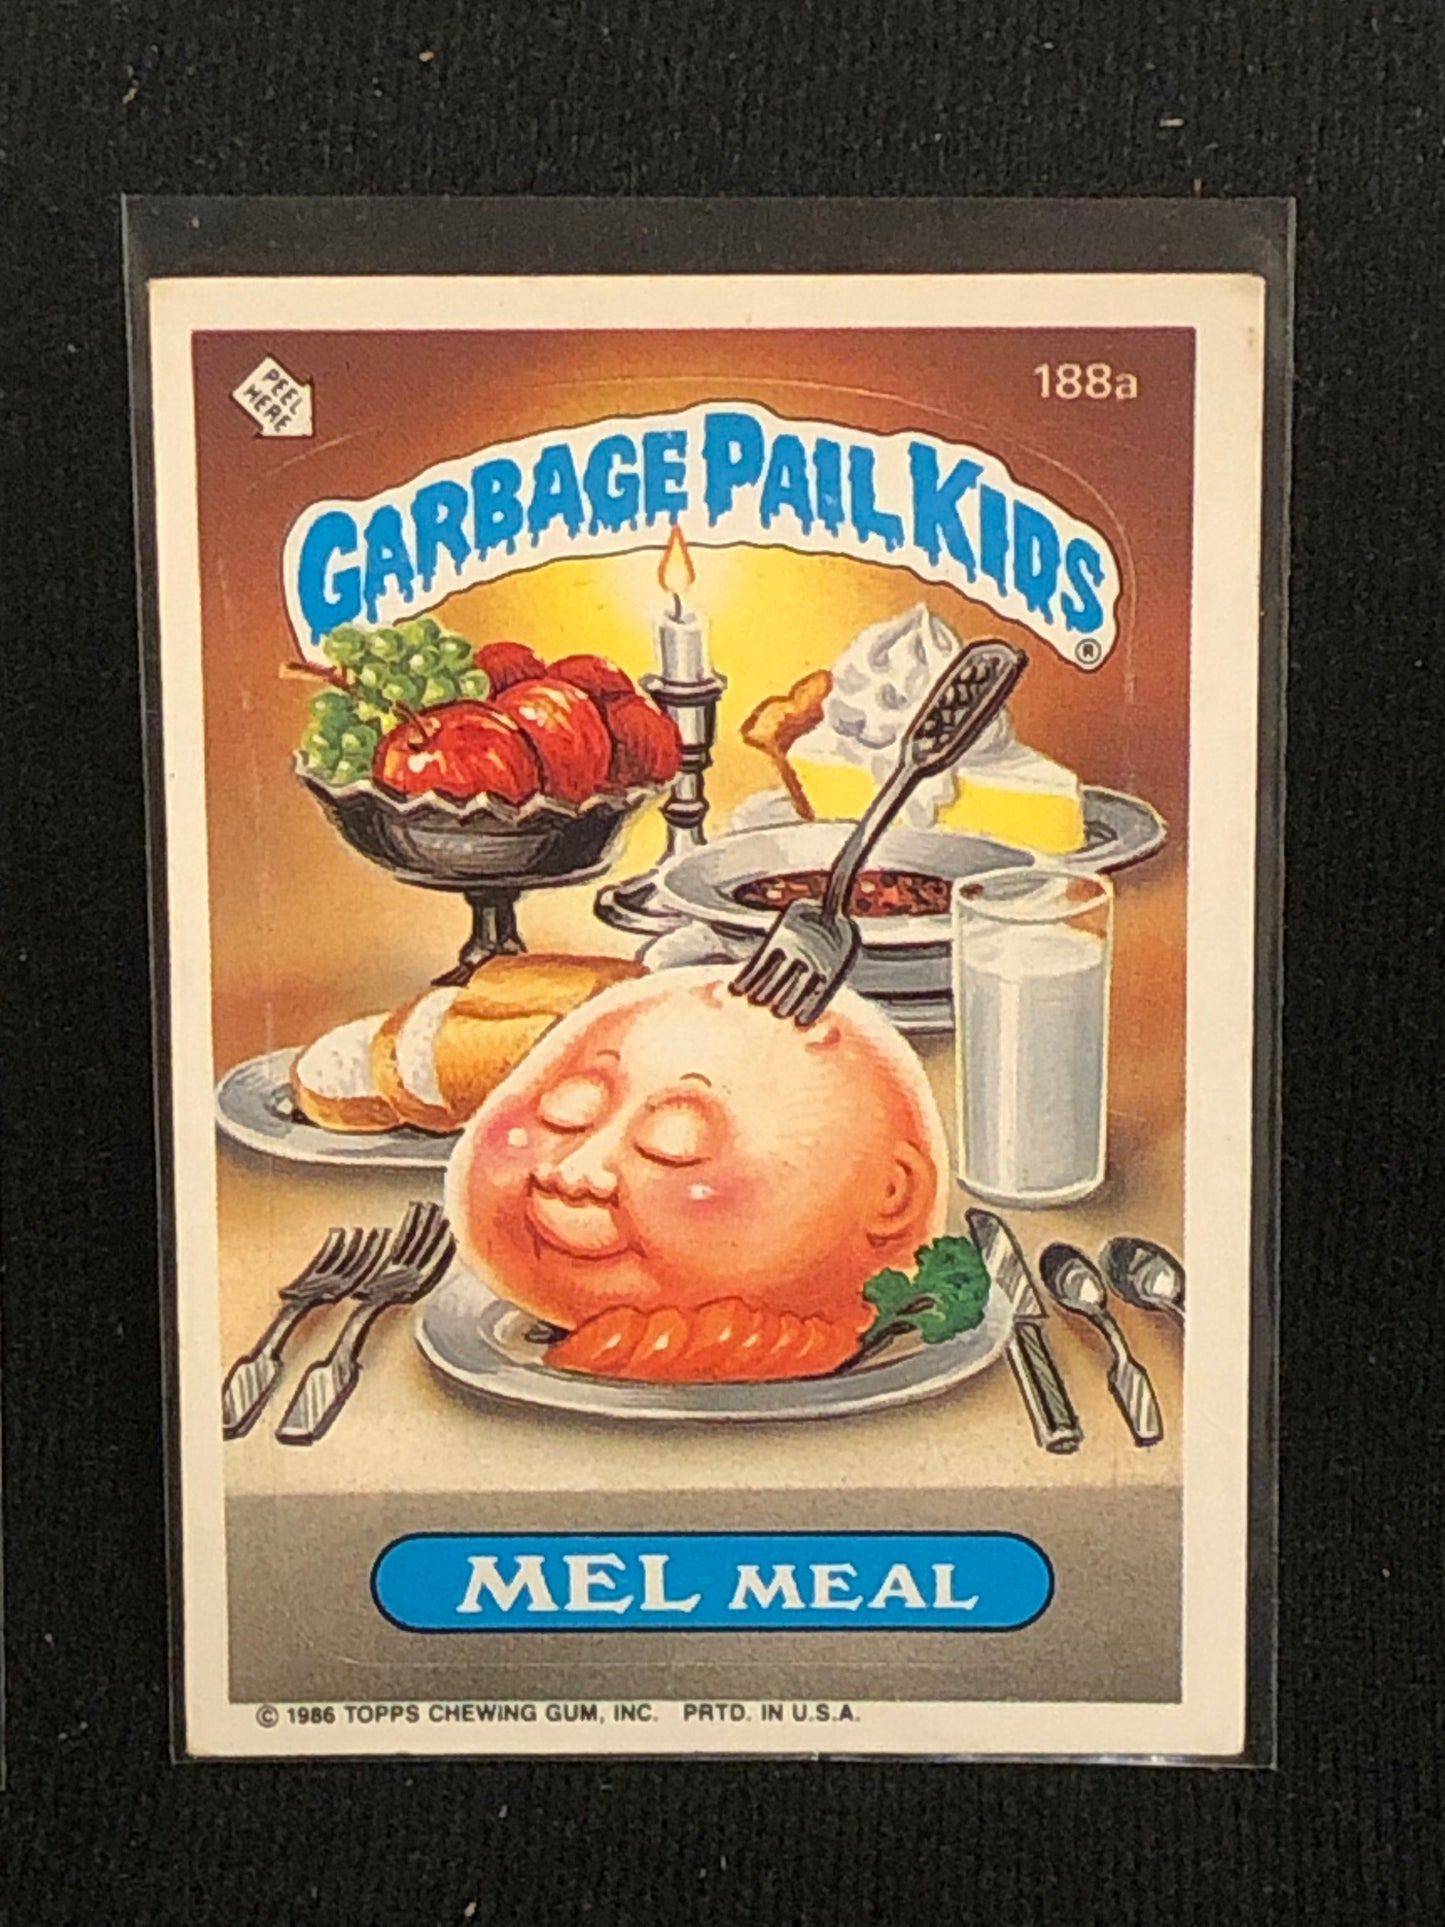 PEEL
HERE
188a
GARBAGE PAIL KIDS
®
MEL MEAL
© 1986 TOPPS CHEWING GUM, INC. PRTD. IN U.S.A.